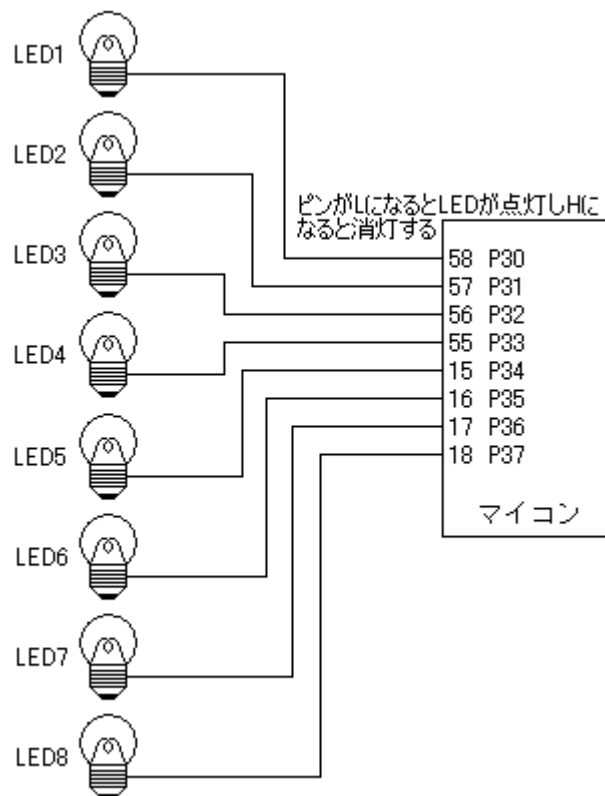 LED1
LED2
LED3
LED4
LED5
LED6
LED7
LED8
ピンがLになるとLEDが点灯しHに
なると消灯する
58 P30
57 P31
56 P32
55 P33
15 P34
16 P35
17 P36
18 P37
マイコン